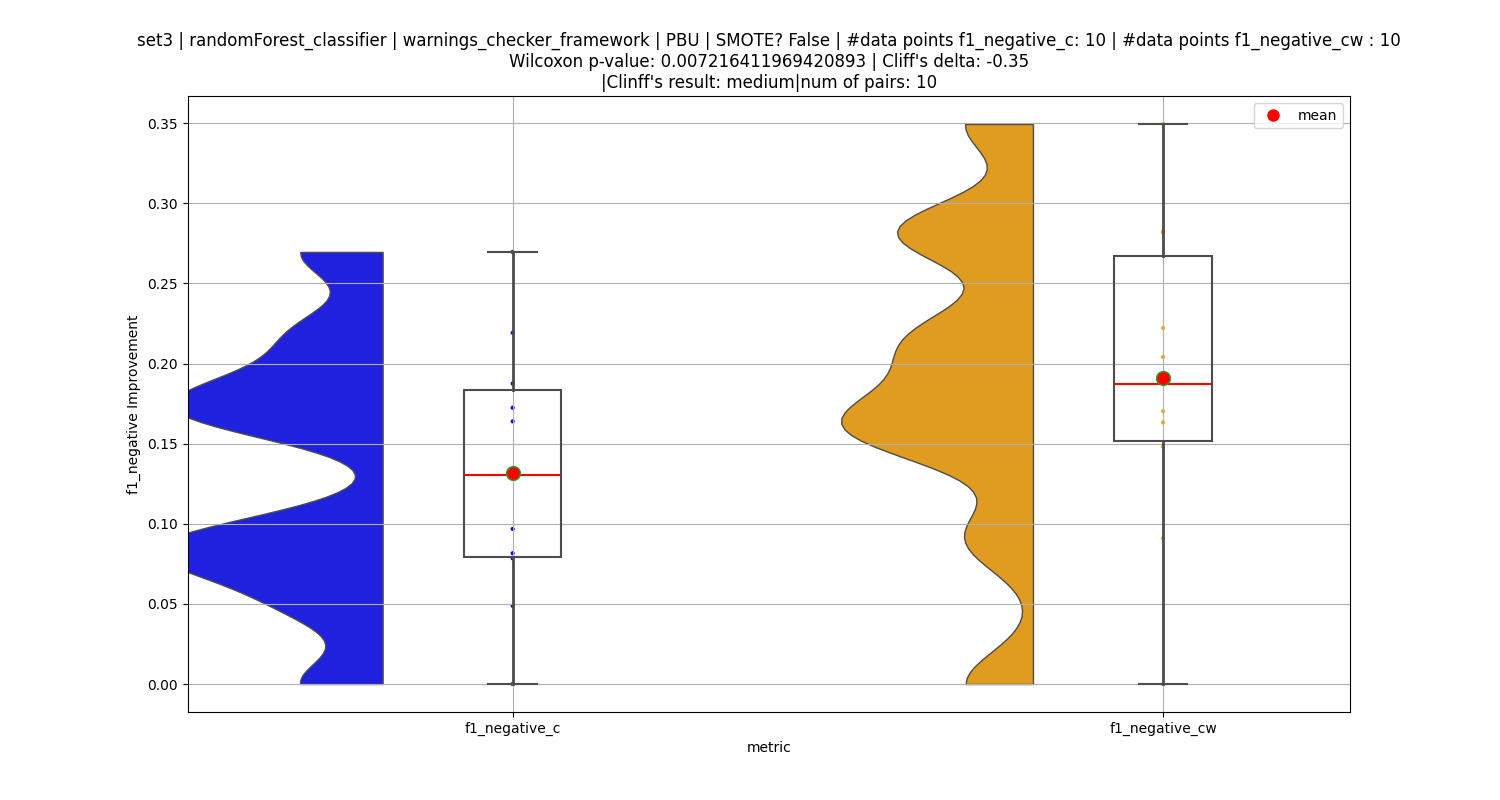 set3 | randomForest_classifier | warnings_checker_framework | PBU | SMOTE? False | #data points f1_negative_c: 10 | #data points f1_negative_cw : 10
Wilcoxon p-value: 0.007216411969420893 | Cliff's delta: -0.35
|Clinff's result: medium|num of pairs: 10
mean
0.35
0.30
0.25
0.20
0.15
0.10
0.05
0.00
f1_negative Improvement
f1_negative_c
f1_negative_cw
metric